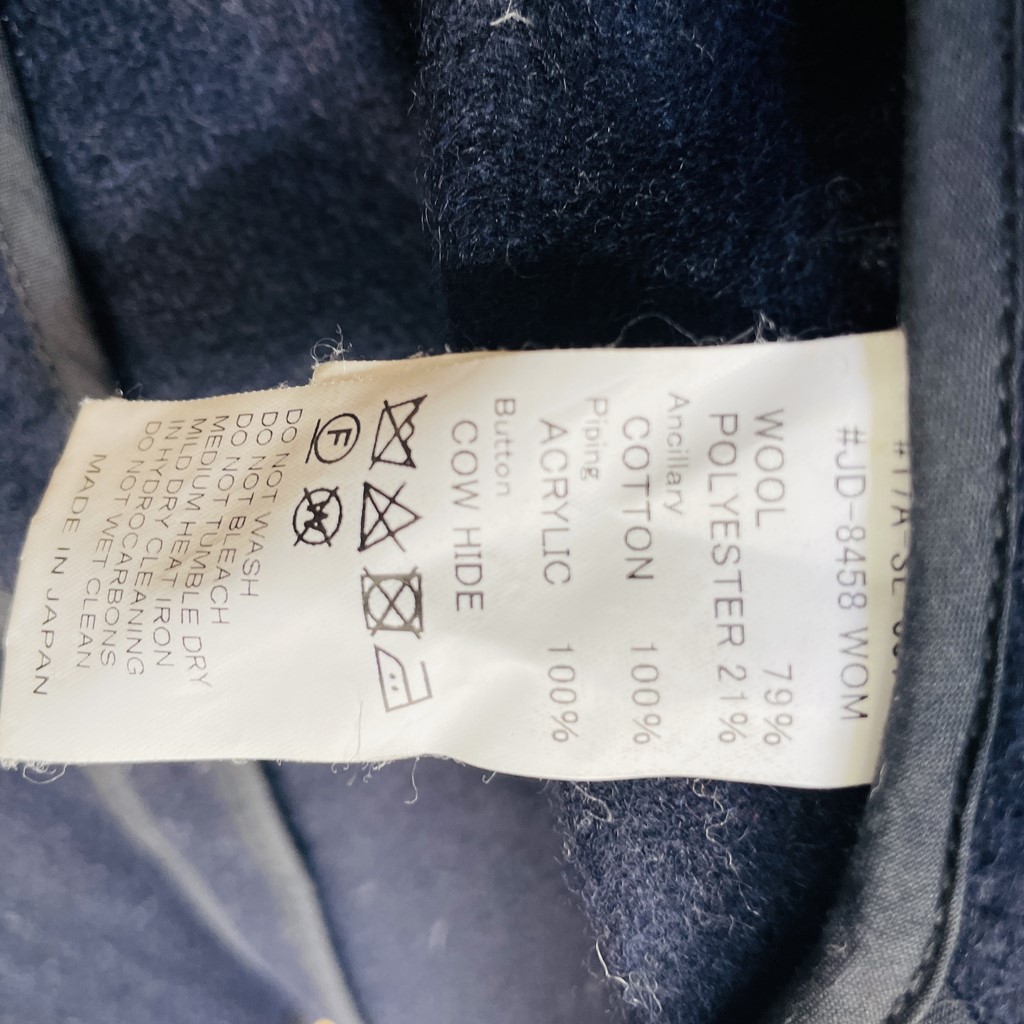 #JD-8458 WOM
WOOL 79%
POLYESTER 21%
Ancillary
COTTON 100%
Piping
ACRYLIC 100%
Button
COW HIDE
F
W
DO NOT WASH
DO NOT BLEACH
DO NOT TUMBLE DRY
MEDIUM HEAT IRON
MILD DRY CLEANING
IN HYDROCARBONS
DO NOT WET CLEAN
MADE IN JAPAN